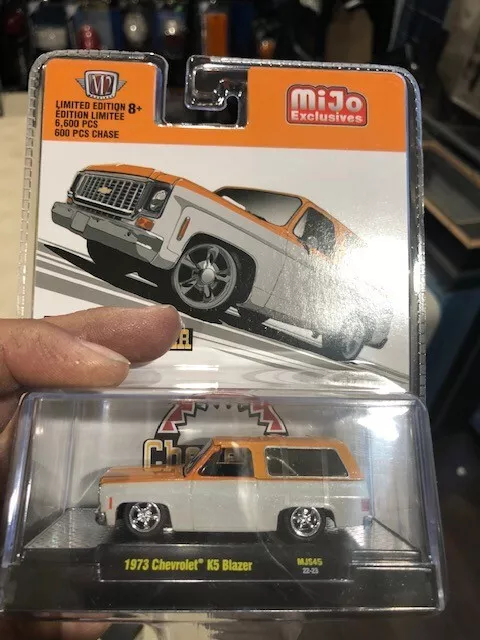 M2
LIMITED EDITION 8+
ÉDITION LIMITEE
6,600 PCS
600 PCS CHASE
MiJo
Exclusives
1973 Chevrolet® K5 Blazer
MJS45
22-23